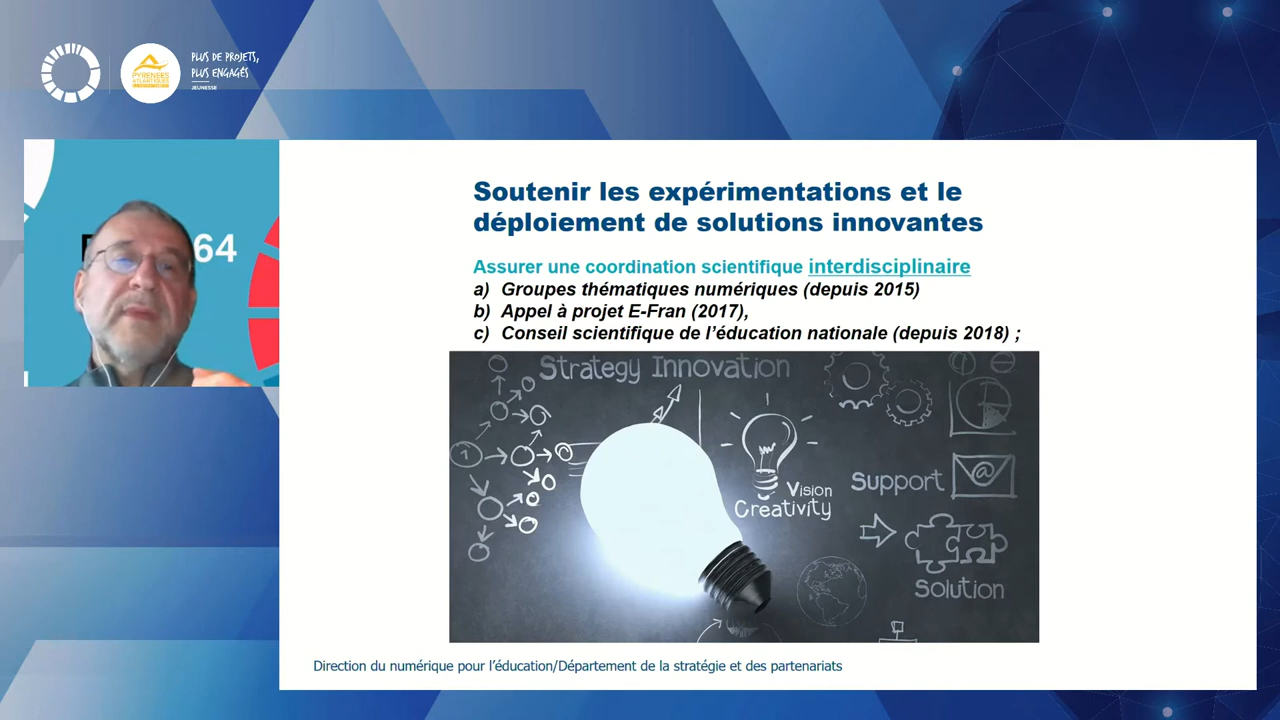 PLUS DE PROJETS,
PLUS ENGAGÉS
JEUNESSE
PYRÉNÉES
ATLANTIQUES
64
Soutenir les expérimentations et le
déploiement de solutions innovantes
Assurer une coordination scientifique interdisciplinaire
a) Groupes thématiques numériques (depuis 2015)
b) Appel à projet E-Fran (2017),
c) Conseil scientifique de l’éducation nationale (depuis 2018) ;
Strategy Innovation
Vision
Creativity
Support
@
Solution
Direction du numérique pour l’éducation/Département de la stratégie et des partenariats